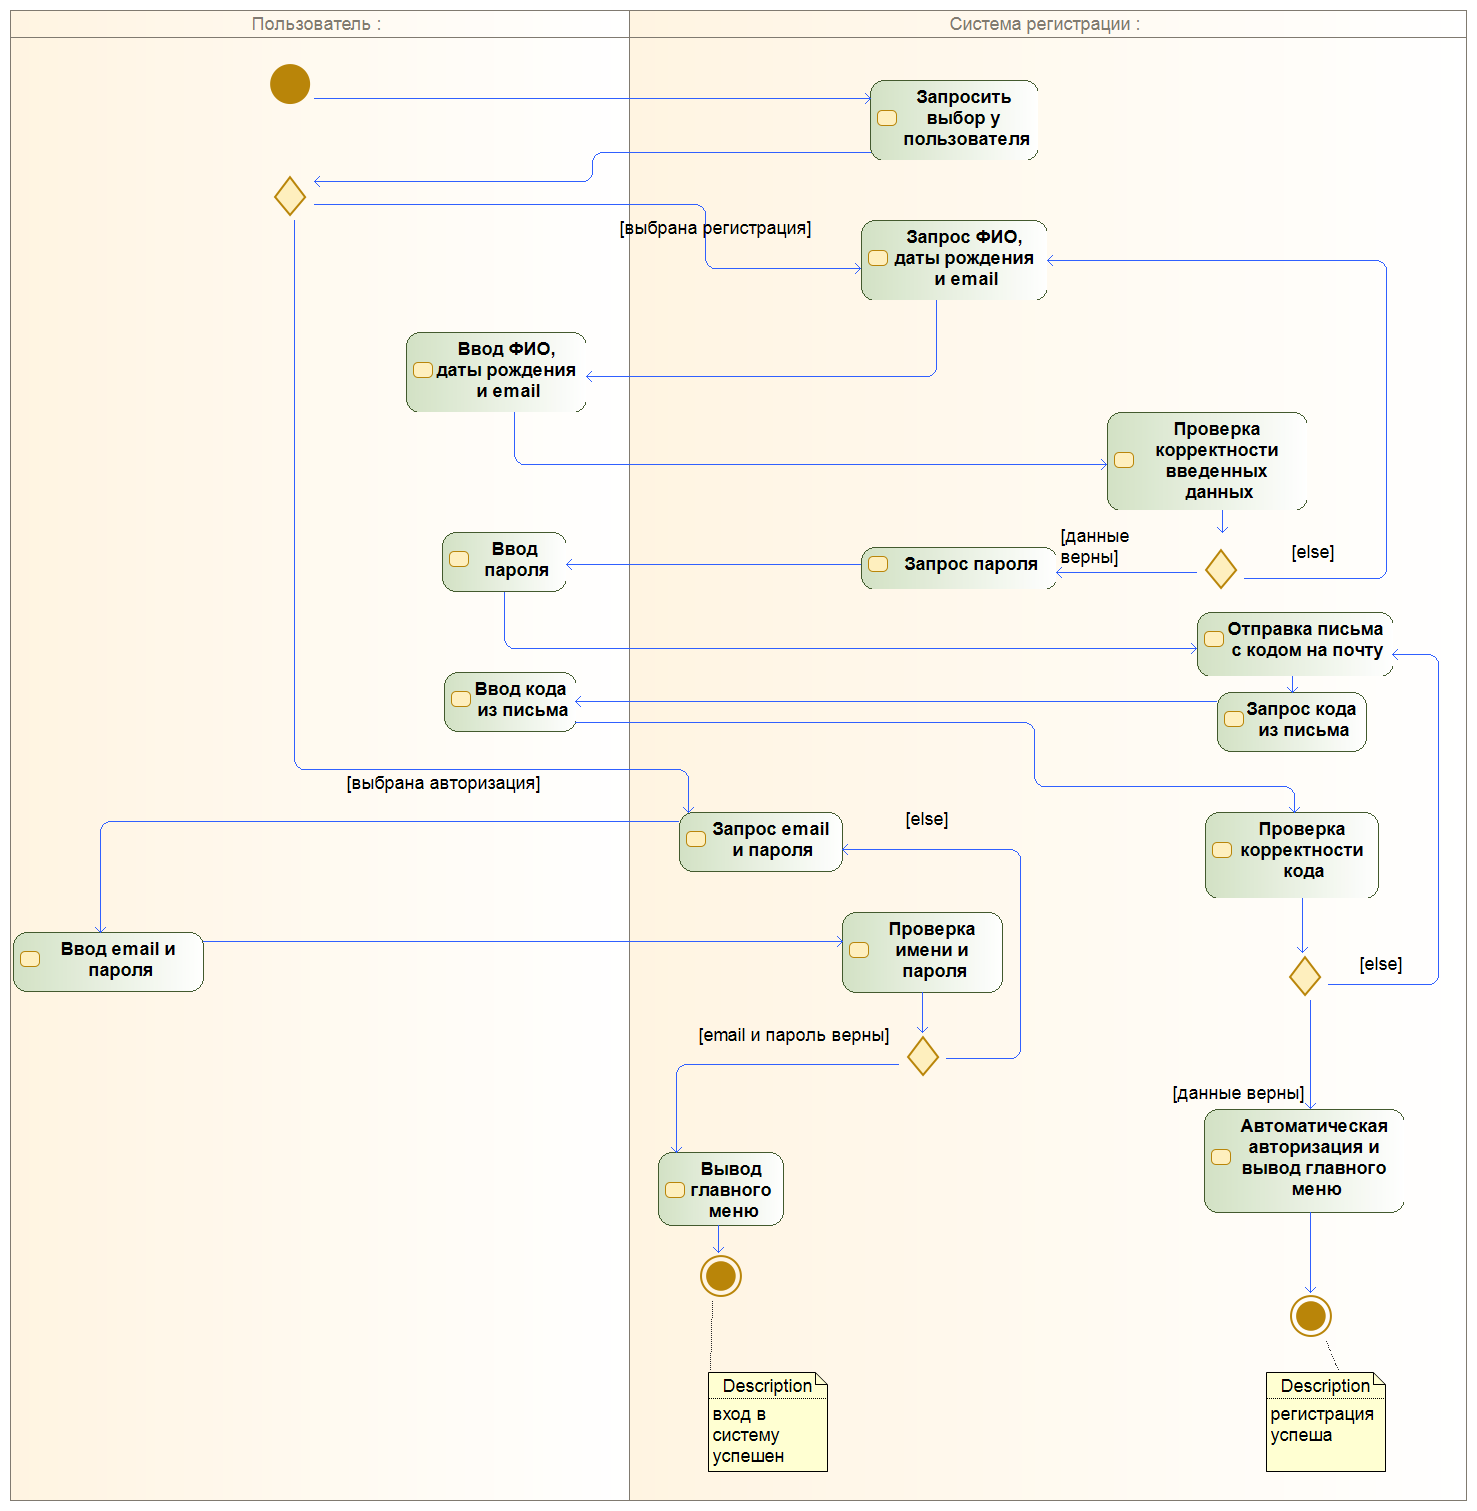 Пользователь :
Система регистрации :
Запросить
выбор у
пользователя
[выбрана регистрация]
Запрос ФИО,
даты рождения
и email
Ввод ФИО,
даты рождения
и email
Проверка
корректности
введенных
данных
[данные
верны]
[else]
Ввод
пароля
Запрос пароля
Отправка письма
с кодом на почту
Ввод кода
из письма
Запрос кода
из письма
[выбрана авторизация]
Запрос email
и пароля
[else]
Проверка
корректности
кода
Ввод email и
пароля
Проверка
имени и
пароля
[else]
[email и пароль верны]
[данные верны]
Автоматическая
авторизация и
вывод главного
меню
Вывод
главного
меню
Description
вход в
систему
успешен
Description
регистрация
успеша